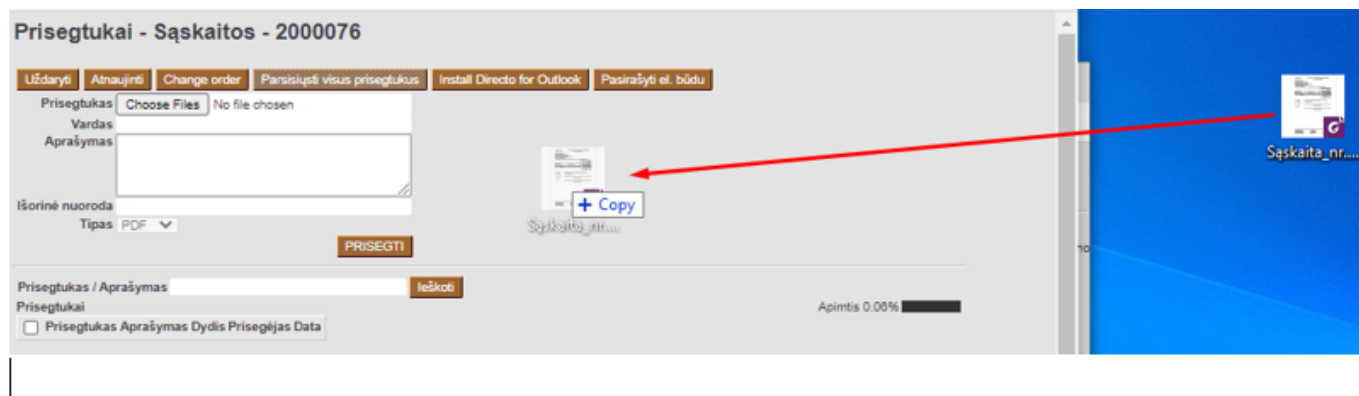 Prisegtukai - Sąskaitos - 2000076
Uždaryti Atnaujinti Change order Parsisiųsti visus prisegtukus Install Directo for Outlook Pasirašyti el. būdu
Prisegtukas Choose Files No file chosen
Vardas
Aprašymas
Sąskaita_nr....
+ Copy
Sąskaita_nr....
Išorinė nuoroda
Tipas PDF
PRISEGTI
Prisegtukas / Aprašymas Ieškoti
Prisegtukai
Apimtis 0.06%
Prisegtukas Aprašymas Dydis Prisegėjas Data